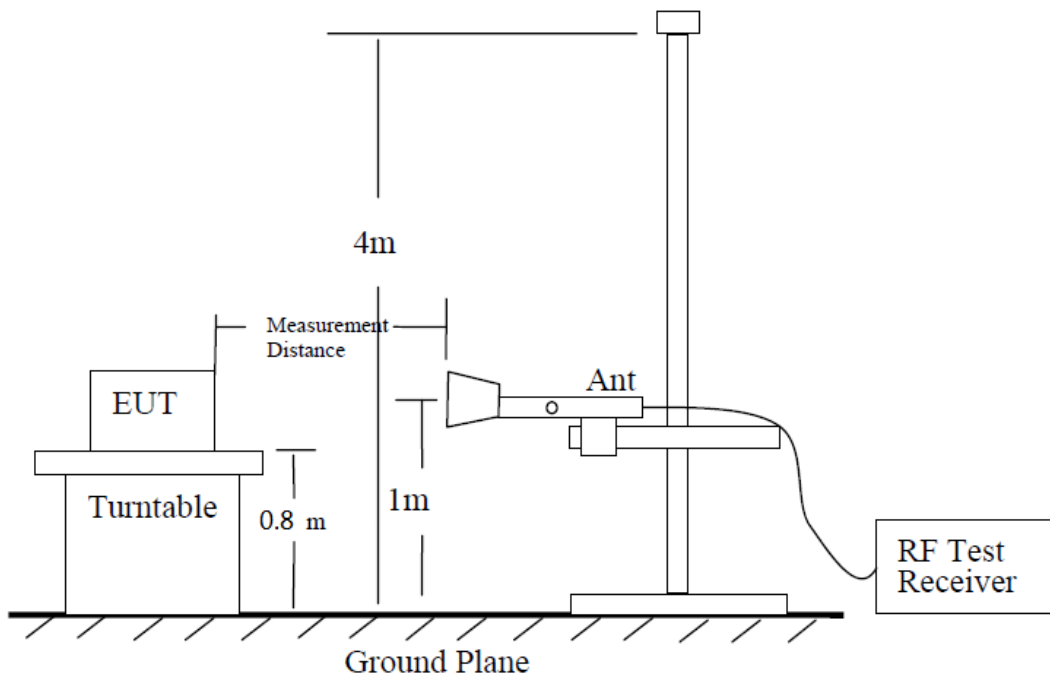 4m
Measurement
Distance
Ant
EUT
Turntable
0.8 m
1m
RF Test
Receiver
Ground Plane